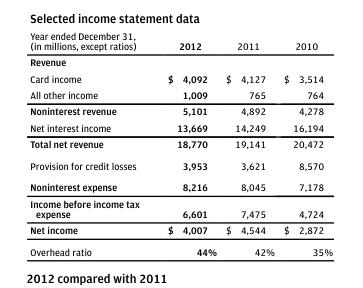 Selected income statement data
Year ended December 31,
(in millions, except ratios) 2012 2011 2010
Revenue
Card income $ 4,092 $ 4,127 $ 3,514
All other income 1,009 765 764
Noninterest revenue 5,101 4,892 4,278
Net interest income 13,669 14,249 16,194
Total net revenue 18,770 19,141 20,472
Provision for credit losses 3,953 3,621 8,570
Noninterest expense 8,216 8,045 7,178
Income before income tax
expense 6,601 7,475 4,724
Net income $ 4,007 $ 4,544 $ 2,872
Overhead ratio 44% 42% 35%
2012 compared with 2011